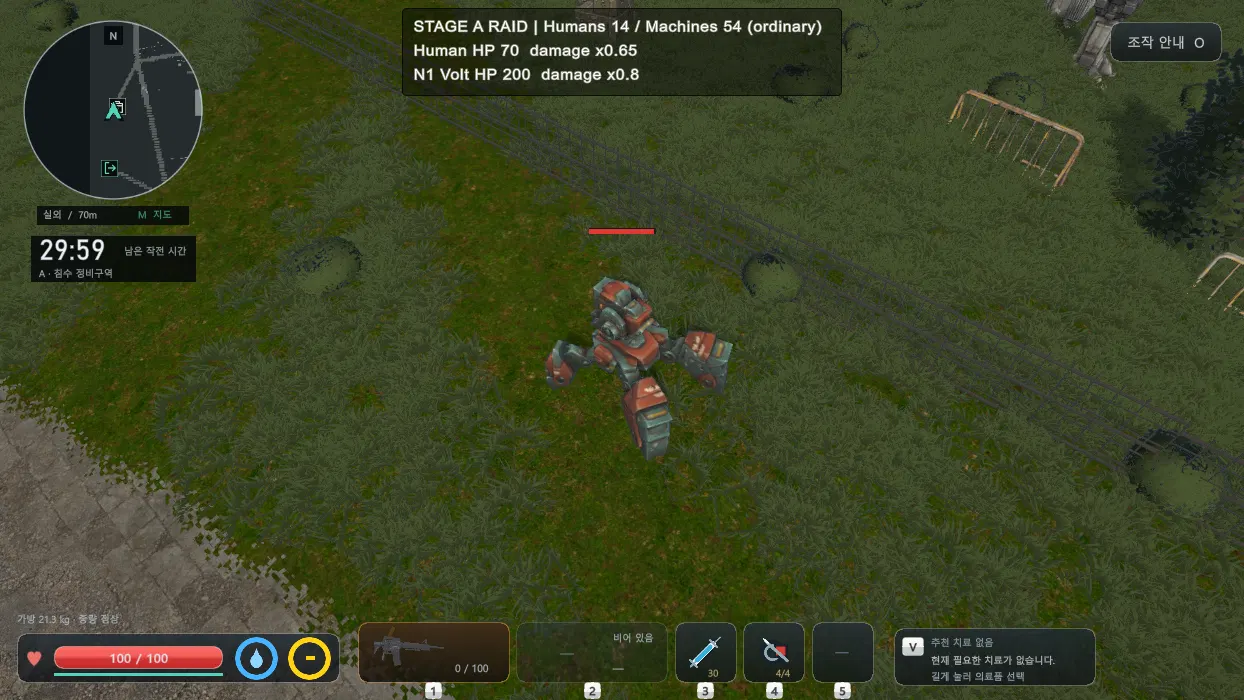 STAGE A RAID | Humans 14 / Machines 54 (ordinary)
Human HP 70 damage x0.65
N1 Volt HP 200 damage x0.8
조작 안내 O
N
실외 / 70m M 지도
29:59 남은 작전 시간
A · 침수 정비구역
가방 21.3 kg · 중량 정상
100 / 100
0 / 100
비어 있음
30
4/4
V 추천 치료 없음
현재 필요한 치료가 없습니다.
길게 눌러 의료품 선택
1 2 3 4 5